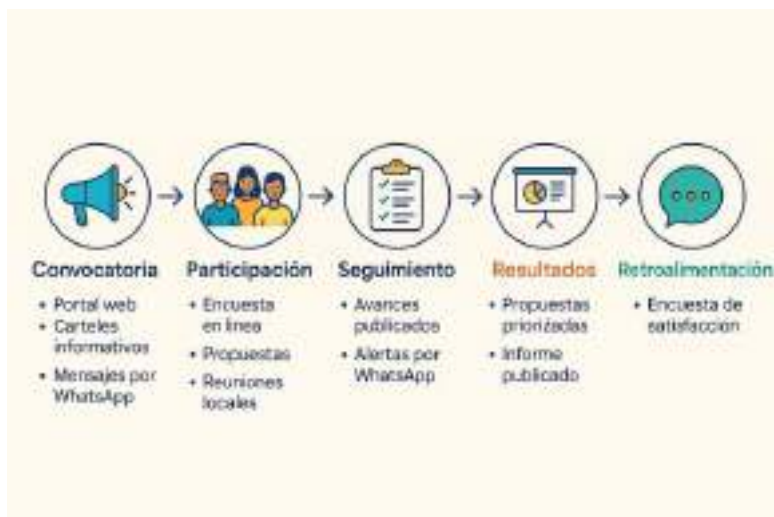 Convocatoria
• Portal web
• Carteles
informativos
• Mensajes por
WhatsApp
Participación
• Encuesta
en línea
• Propuestas
• Reuniones
locales
Seguimiento
• Avances
publicados
• Alertas por
WhatsApp
Resultados
• Propuestas
priorizadas
• Informe
publicado
Retroalimentación
• Encuesta de
satisfacción